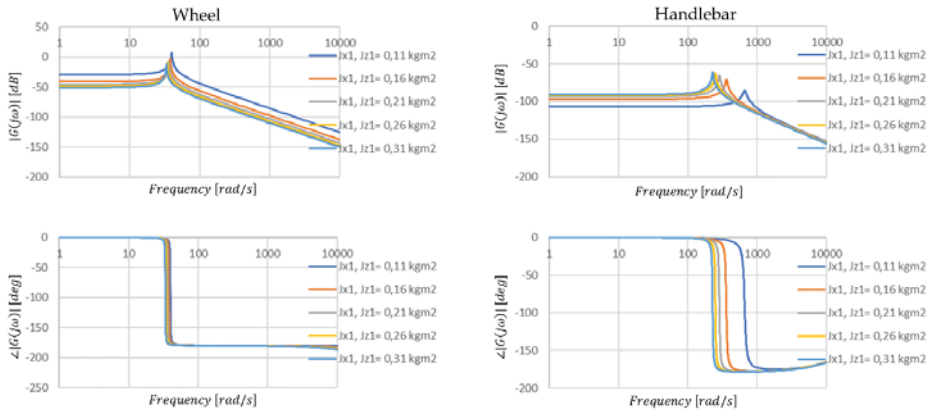 Wheel
50
0
-50
-100
-150
-200
1
10
100
1000
10000
|G(jω)| [dB]
Frequency [rad/s]
Jx1, Jz1= 0,11 kgm2
Jx1, Jz1= 0,16 kgm2
Jx1, Jz1= 0,21 kgm2
Jx1, Jz1= 0,26 kgm2
Jx1, Jz1= 0,31 kgm2
Handlebar
0
-50
-100
-150
-200
1
10
100
1000
10000
|G(jω)| [dB]
Frequency [rad/s]
Jx1, Jz1= 0,11 kgm2
Jx1, Jz1= 0,16 kgm2
Jx1, Jz1= 0,21 kgm2
Jx1, Jz1= 0,26 kgm2
Jx1, Jz1= 0,31 kgm2
0
-50
-100
-150
-200
250
1
10
100
1000
10000
∠|G(jω)| [deg]
Frequency [rad/s]
Jx1, Jz1= 0,11 kgm2
Jx1, Jz1= 0,16 kgm2
Jx1, Jz1= 0,21 kgm2
Jx1, Jz1= 0,26 kgm2
Jx1, Jz1= 0,31 kgm2
0
-50
-100
-150
-200
1
10
100
1000
10000
∠|G(jω)| [deg]
Frequency [rad/s]
Jx1, Jz1= 0,11 kgm2
Jx1, Jz1= 0,16 kgm2
Jx1, Jz1= 0,21 kgm2
Jx1, Jz1= 0,26 kgm2
Jx1, Jz1= 0,31 kgm2